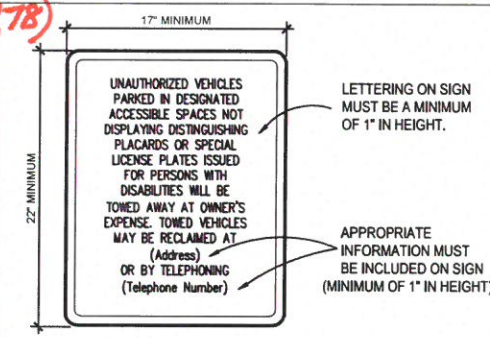 78)
17" MINIMUM
22" MINIMUM
UNAUTHORIZED VEHICLES
PARKED IN DESIGNATED
ACCESSIBLE SPACES NOT
DISPLAYING DISTINGUISHING
PLACARDS OR SPECIAL
LICENSE PLATES ISSUED
FOR PERSONS WITH
DISABILITIES WILL BE
TOWED AWAY AT OWNER'S
EXPENSE. TOWED VEHICLES
MAY BE RECLAIMED AT
(Address)
OR BY TELEPHONING
(Telephone Number)
LETTERING ON SIGN
MUST BE A MINIMUM
OF 1" IN HEIGHT.
APPROPRIATE
INFORMATION MUST
BE INCLUDED ON SIGN
(MINIMUM OF 1" IN HEIGHT)